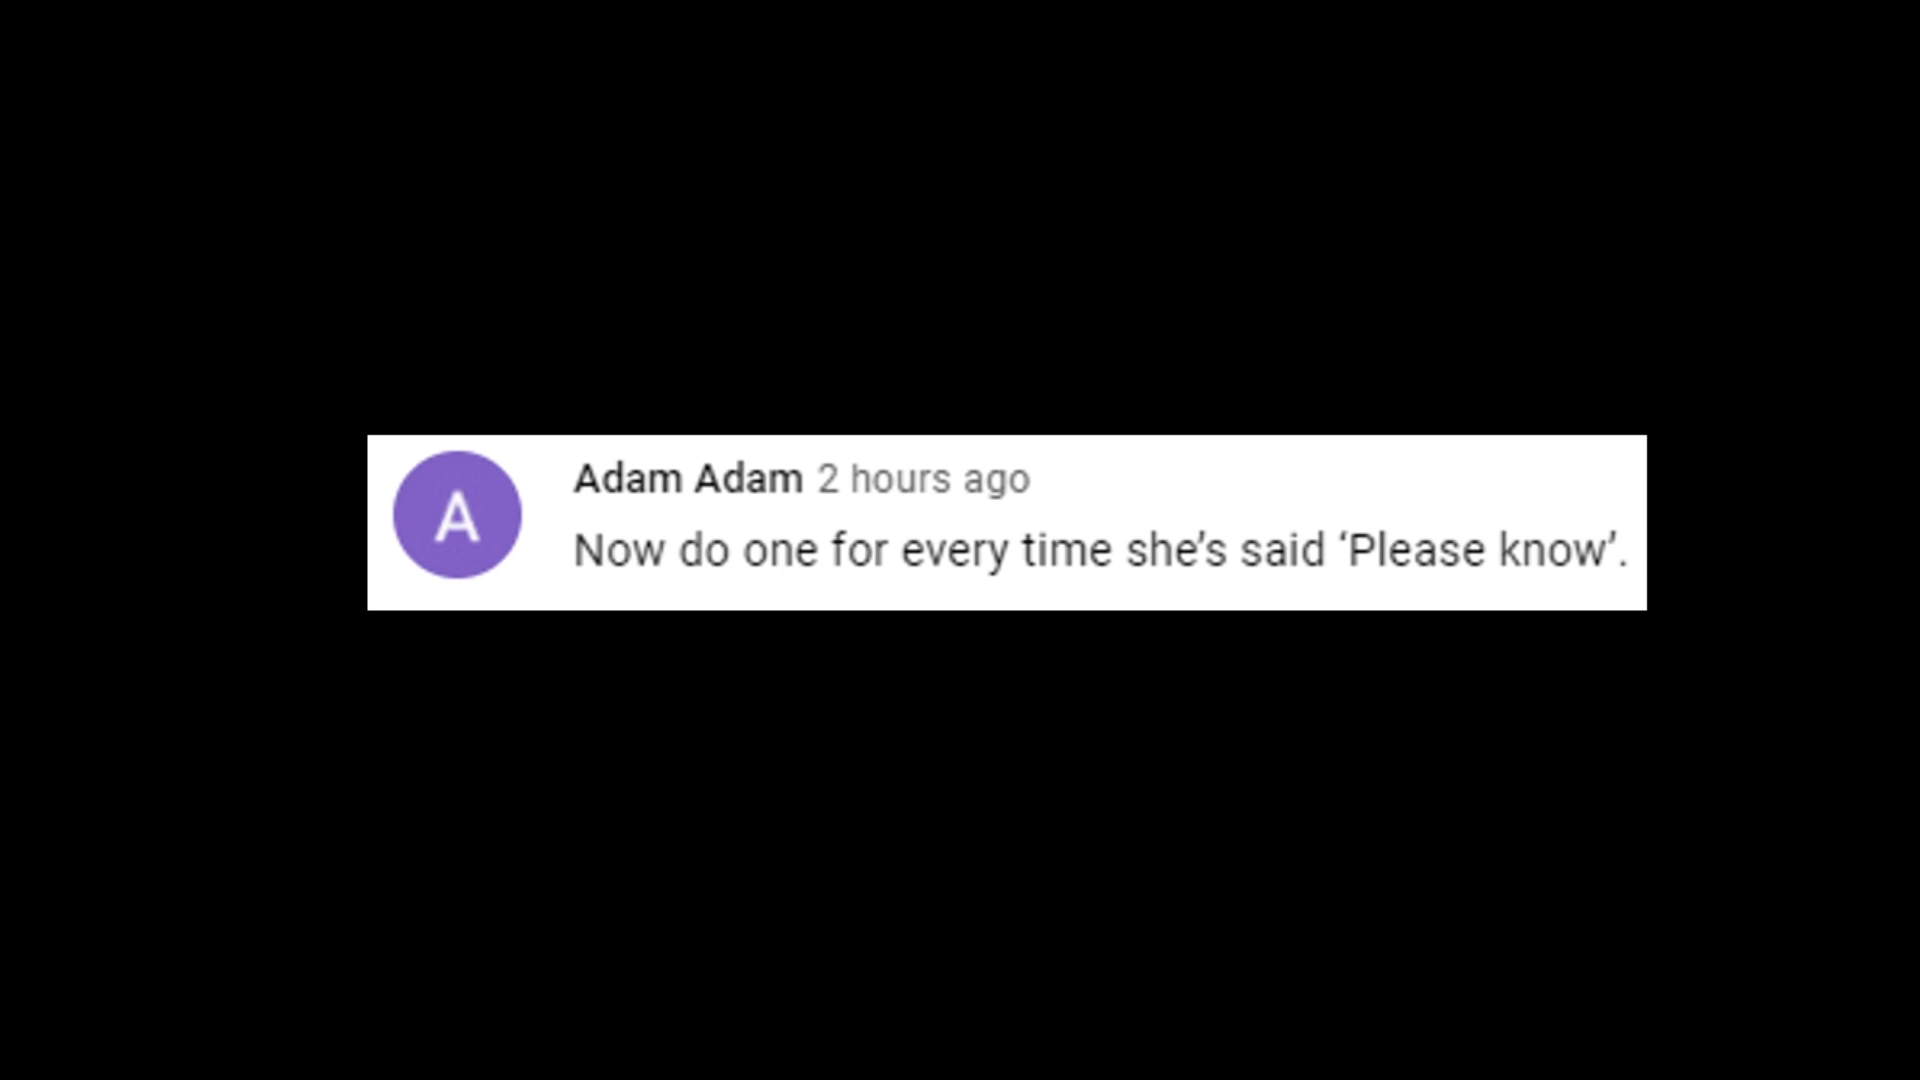 A
Adam Adam 2 hours ago
Now do one for every time she’s said ‘Please know’.